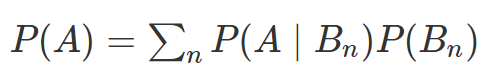 P(A) = ∑ₙ P(A ∣ Bₙ)P(Bₙ)